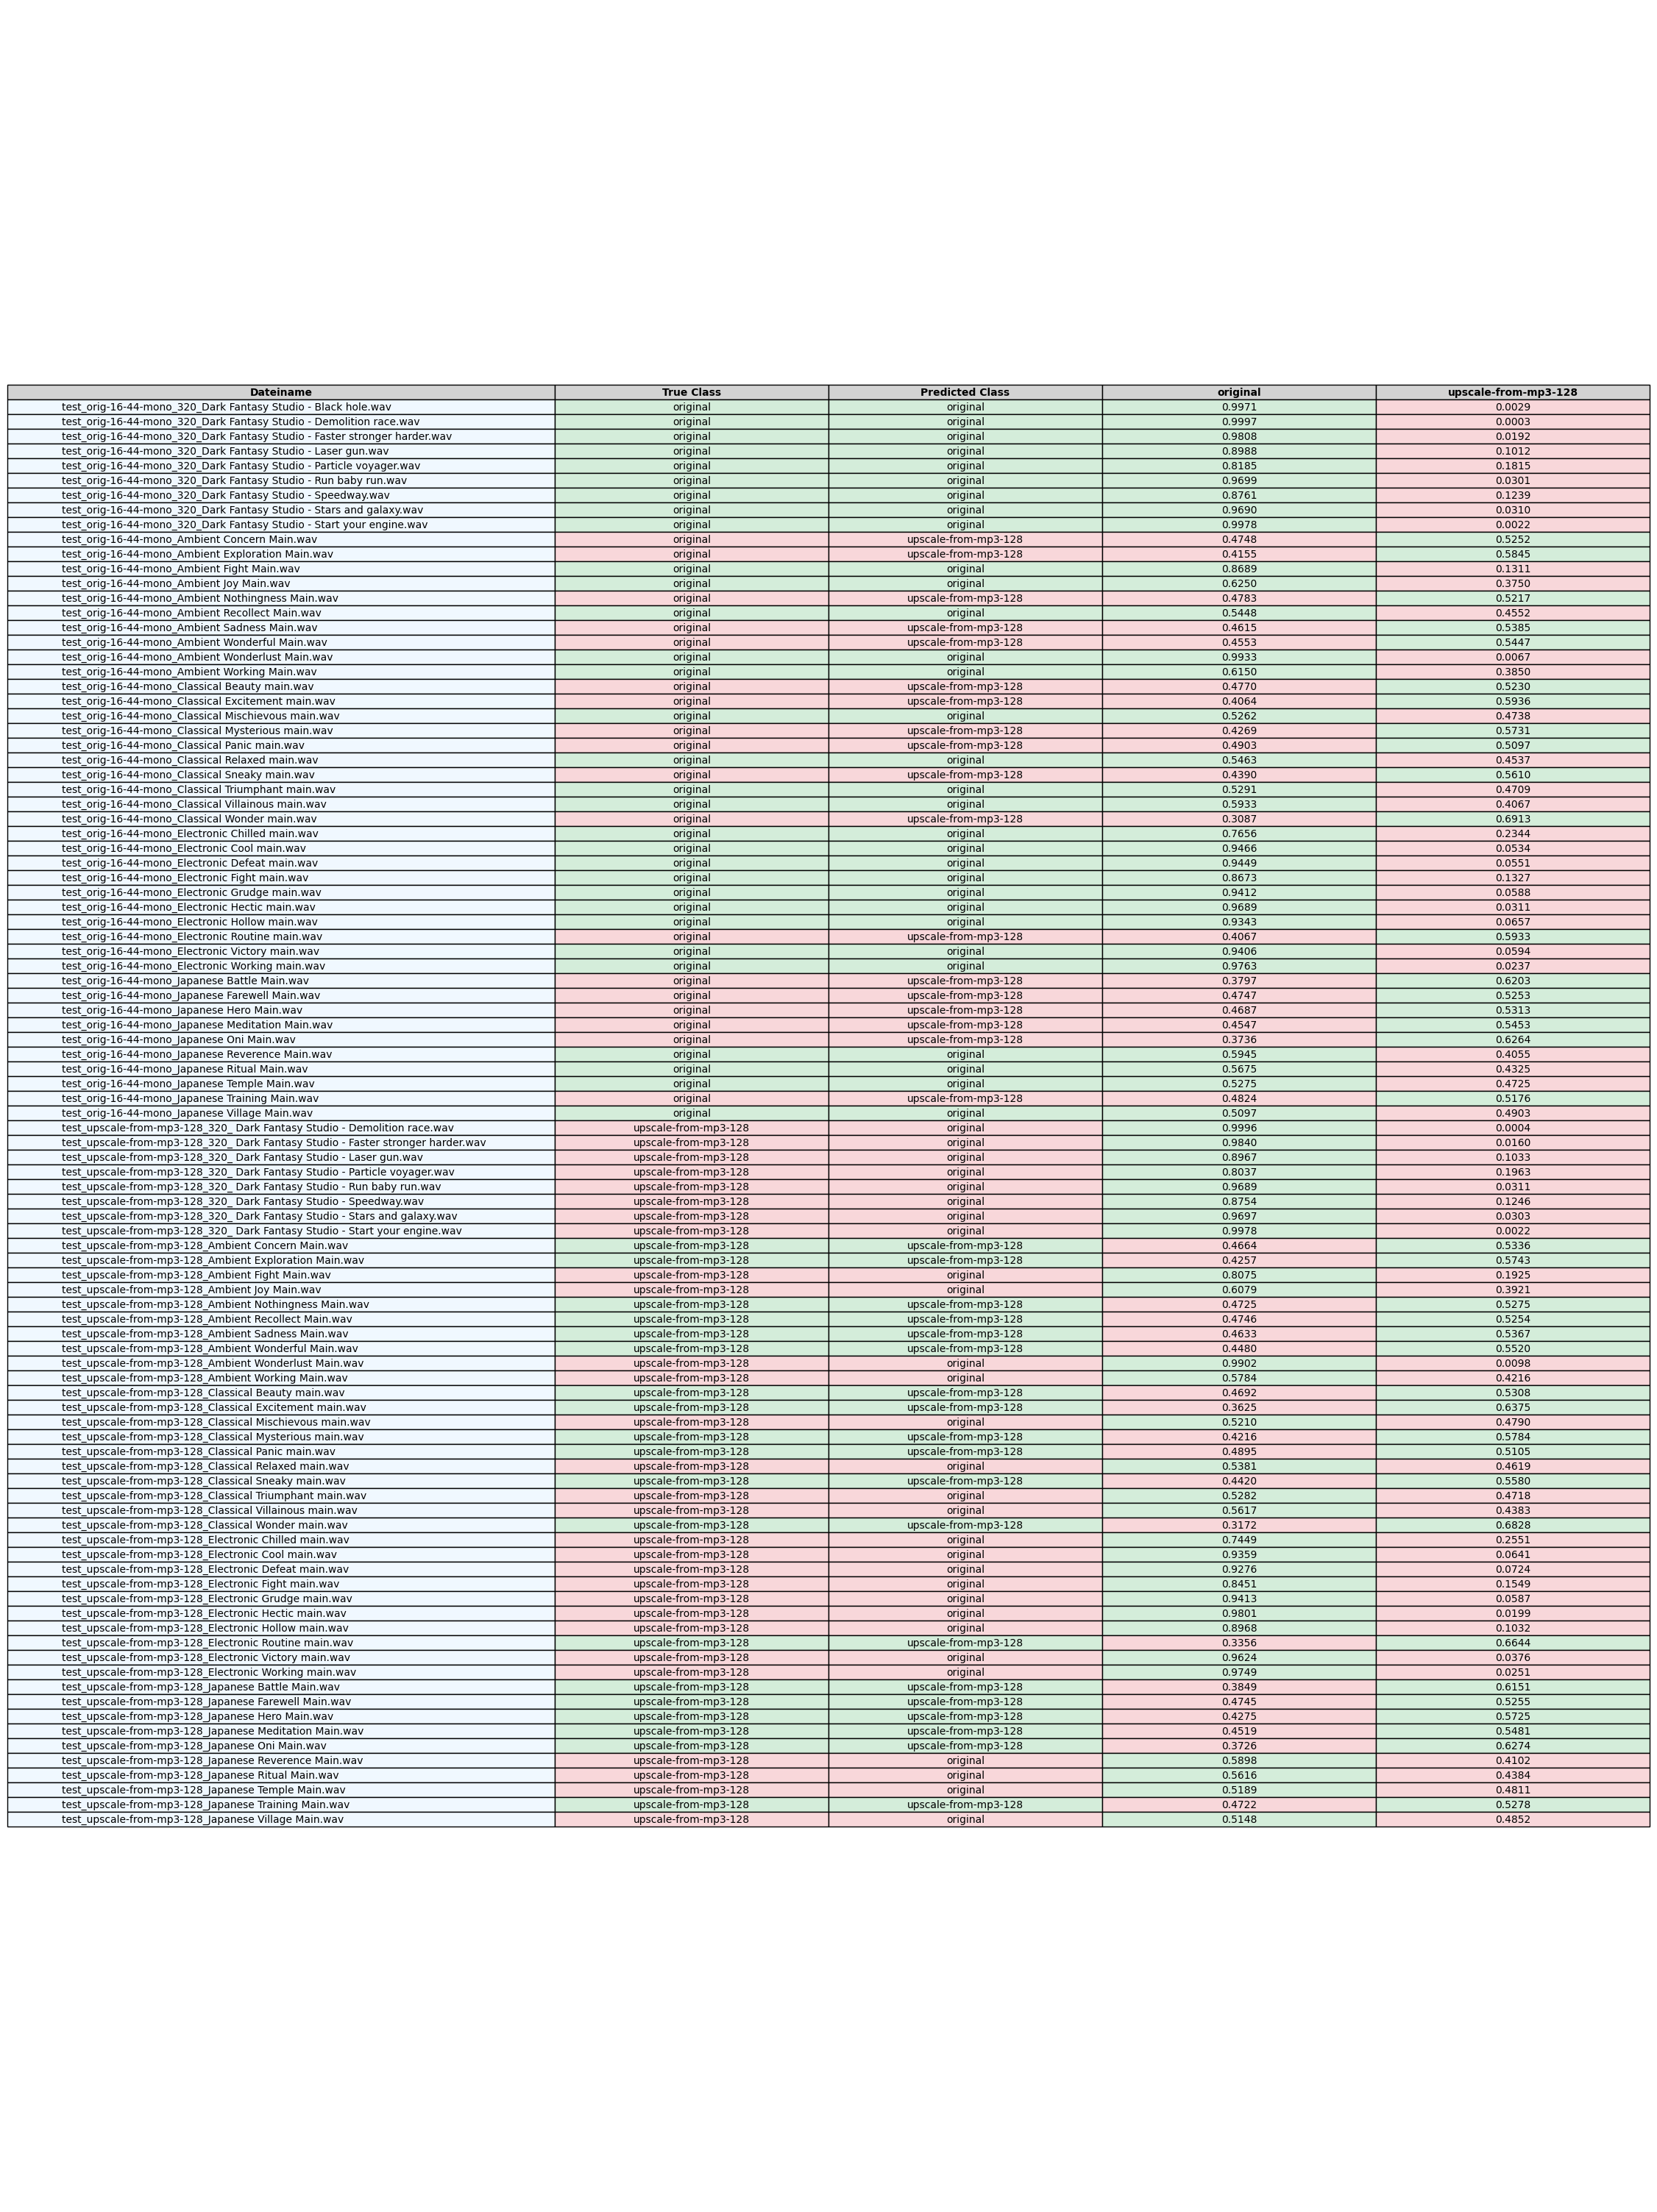 Dateiname True Class Predicted Class original upscale-from-mp3-128
test_orig-16-44-mono_320_Dark Fantasy Studio - Black hole.wav original original 0.9971 0.0029
test_orig-16-44-mono_320_Dark Fantasy Studio - Demolition race.wav original original 0.9997 0.0003
test_orig-16-44-mono_320_Dark Fantasy Studio - Faster stronger harder.wav original original 0.9808 0.0192
test_orig-16-44-mono_320_Dark Fantasy Studio - Laser gun.wav original original 0.8988 0.1012
test_orig-16-44-mono_320_Dark Fantasy Studio - Particle voyager.wav original original 0.8185 0.1815
test_orig-16-44-mono_320_Dark Fantasy Studio - Run baby run.wav original original 0.9699 0.0301
test_orig-16-44-mono_320_Dark Fantasy Studio - Speedway.wav original original 0.8761 0.1239
test_orig-16-44-mono_320_Dark Fantasy Studio - Stars and galaxy.wav original original 0.9690 0.0310
test_orig-16-44-mono_320_Dark Fantasy Studio - Start your engine.wav original original 0.9978 0.0022
test_orig-16-44-mono_Ambient Concern Main.wav original upscale-from-mp3-128 0.4748 0.5252
test_orig-16-44-mono_Ambient Exploration Main.wav original upscale-from-mp3-128 0.4155 0.5845
test_orig-16-44-mono_Ambient Fight Main.wav original original 0.8689 0.1311
test_orig-16-44-mono_Ambient Joy Main.wav original original 0.6250 0.3750
test_orig-16-44-mono_Ambient Nothingness Main.wav original upscale-from-mp3-128 0.4783 0.5217
test_orig-16-44-mono_Ambient Recollect Main.wav original original 0.5448 0.4552
test_orig-16-44-mono_Ambient Sadness Main.wav original upscale-from-mp3-128 0.4615 0.5385
test_orig-16-44-mono_Ambient Wonderful Main.wav original upscale-from-mp3-128 0.4553 0.5447
test_orig-16-44-mono_Ambient Wonderlust Main.wav original original 0.9933 0.0067
test_orig-16-44-mono_Ambient Working Main.wav original original 0.6150 0.3850
test_orig-16-44-mono_Classical Beauty main.wav original upscale-from-mp3-128 0.4770 0.5230
test_orig-16-44-mono_Classical Excitement main.wav original upscale-from-mp3-128 0.4064 0.5936
test_orig-16-44-mono_Classical Mischievous main.wav original original 0.5262 0.4738
test_orig-16-44-mono_Classical Mysterious main.wav original upscale-from-mp3-128 0.4269 0.5731
test_orig-16-44-mono_Classical Panic main.wav original upscale-from-mp3-128 0.4903 0.5097
test_orig-16-44-mono_Classical Relaxed main.wav original original 0.5463 0.4537
test_orig-16-44-mono_Classical Sneaky main.wav original upscale-from-mp3-128 0.4390 0.5610
test_orig-16-44-mono_Classical Triumphant main.wav original original 0.5291 0.4709
test_orig-16-44-mono_Classical Villainous main.wav original original 0.5933 0.4067
test_orig-16-44-mono_Classical Wonder main.wav original upscale-from-mp3-128 0.3087 0.6913
test_orig-16-44-mono_Electronic Chilled main.wav original original 0.7656 0.2344
test_orig-16-44-mono_Electronic Cool main.wav original original 0.9466 0.0534
test_orig-16-44-mono_Electronic Defeat main.wav original original 0.9449 0.0551
test_orig-16-44-mono_Electronic Fight main.wav original original 0.8673 0.1327
test_orig-16-44-mono_Electronic Grudge main.wav original original 0.9412 0.0588
test_orig-16-44-mono_Electronic Hectic main.wav original original 0.9689 0.0311
test_orig-16-44-mono_Electronic Hollow main.wav original original 0.9343 0.0657
test_orig-16-44-mono_Electronic Routine main.wav original upscale-from-mp3-128 0.4067 0.5933
test_orig-16-44-mono_Electronic Victory main.wav original original 0.9406 0.0594
test_orig-16-44-mono_Electronic Working main.wav original original 0.9763 0.0237
test_orig-16-44-mono_Japanese Battle Main.wav original upscale-from-mp3-128 0.3797 0.6203
test_orig-16-44-mono_Japanese Farewell Main.wav original upscale-from-mp3-128 0.4747 0.5253
test_orig-16-44-mono_Japanese Hero Main.wav original upscale-from-mp3-128 0.4687 0.5313
test_orig-16-44-mono_Japanese Meditation Main.wav original upscale-from-mp3-128 0.4547 0.5453
test_orig-16-44-mono_Japanese Oni Main.wav original upscale-from-mp3-128 0.3736 0.6264
test_orig-16-44-mono_Japanese Reverence Main.wav original original 0.5945 0.4055
test_orig-16-44-mono_Japanese Ritual Main.wav original original 0.5675 0.4325
test_orig-16-44-mono_Japanese Temple Main.wav original original 0.5275 0.4725
test_orig-16-44-mono_Japanese Training Main.wav original upscale-from-mp3-128 0.4824 0.5176
test_orig-16-44-mono_Japanese Village Main.wav original original 0.5097 0.4903
test_upscale-from-mp3-128_320_ Dark Fantasy Studio - Demolition race.wav upscale-from-mp3-128 original 0.9996 0.0004
test_upscale-from-mp3-128_320_ Dark Fantasy Studio - Faster stronger harder.wav upscale-from-mp3-128 original 0.9840 0.0160
test_upscale-from-mp3-128_320_ Dark Fantasy Studio - Laser gun.wav upscale-from-mp3-128 original 0.8967 0.1033
test_upscale-from-mp3-128_320_ Dark Fantasy Studio - Particle voyager.wav upscale-from-mp3-128 original 0.8037 0.1963
test_upscale-from-mp3-128_320_ Dark Fantasy Studio - Run baby run.wav upscale-from-mp3-128 original 0.9689 0.0311
test_upscale-from-mp3-128_320_ Dark Fantasy Studio - Speedway.wav upscale-from-mp3-128 original 0.8754 0.1246
test_upscale-from-mp3-128_320_ Dark Fantasy Studio - Stars and galaxy.wav upscale-from-mp3-128 original 0.9697 0.0303
test_upscale-from-mp3-128_320_ Dark Fantasy Studio - Start your engine.wav upscale-from-mp3-128 original 0.9978 0.0022
test_upscale-from-mp3-128_Ambient Concern Main.wav upscale-from-mp3-128 upscale-from-mp3-128 0.4664 0.5336
test_upscale-from-mp3-128_Ambient Exploration Main.wav upscale-from-mp3-128 upscale-from-mp3-128 0.4257 0.5743
test_upscale-from-mp3-128_Ambient Fight Main.wav upscale-from-mp3-128 original 0.8075 0.1925
test_upscale-from-mp3-128_Ambient Joy Main.wav upscale-from-mp3-128 original 0.6079 0.3921
test_upscale-from-mp3-128_Ambient Nothingness Main.wav upscale-from-mp3-128 upscale-from-mp3-128 0.4725 0.5275
test_upscale-from-mp3-128_Ambient Recollect Main.wav upscale-from-mp3-128 upscale-from-mp3-128 0.4746 0.5254
test_upscale-from-mp3-128_Ambient Sadness Main.wav upscale-from-mp3-128 upscale-from-mp3-128 0.4633 0.5367
test_upscale-from-mp3-128_Ambient Wonderful Main.wav upscale-from-mp3-128 upscale-from-mp3-128 0.4480 0.5520
test_upscale-from-mp3-128_Ambient Wonderlust Main.wav upscale-from-mp3-128 original 0.9902 0.0098
test_upscale-from-mp3-128_Ambient Working Main.wav upscale-from-mp3-128 original 0.5784 0.4216
test_upscale-from-mp3-128_Classical Beauty main.wav upscale-from-mp3-128 upscale-from-mp3-128 0.4692 0.5308
test_upscale-from-mp3-128_Classical Excitement main.wav upscale-from-mp3-128 upscale-from-mp3-128 0.3625 0.6375
test_upscale-from-mp3-128_Classical Mischievous main.wav upscale-from-mp3-128 original 0.5210 0.4790
test_upscale-from-mp3-128_Classical Mysterious main.wav upscale-from-mp3-128 upscale-from-mp3-128 0.4216 0.5784
test_upscale-from-mp3-128_Classical Panic main.wav upscale-from-mp3-128 upscale-from-mp3-128 0.4895 0.5105
test_upscale-from-mp3-128_Classical Relaxed main.wav upscale-from-mp3-128 original 0.5381 0.4619
test_upscale-from-mp3-128_Classical Sneaky main.wav upscale-from-mp3-128 upscale-from-mp3-128 0.4420 0.5580
test_upscale-from-mp3-128_Classical Triumphant main.wav upscale-from-mp3-128 original 0.5282 0.4718
test_upscale-from-mp3-128_Classical Villainous main.wav upscale-from-mp3-128 original 0.5617 0.4383
test_upscale-from-mp3-128_Classical Wonder main.wav upscale-from-mp3-128 upscale-from-mp3-128 0.3172 0.6828
test_upscale-from-mp3-128_Electronic Chilled main.wav upscale-from-mp3-128 original 0.7449 0.2551
test_upscale-from-mp3-128_Electronic Cool main.wav upscale-from-mp3-128 original 0.9359 0.0641
test_upscale-from-mp3-128_Electronic Defeat main.wav upscale-from-mp3-128 original 0.9276 0.0724
test_upscale-from-mp3-128_Electronic Fight main.wav upscale-from-mp3-128 original 0.8451 0.1549
test_upscale-from-mp3-128_Electronic Grudge main.wav upscale-from-mp3-128 original 0.9413 0.0587
test_upscale-from-mp3-128_Electronic Hectic main.wav upscale-from-mp3-128 original 0.9801 0.0199
test_upscale-from-mp3-128_Electronic Hollow main.wav upscale-from-mp3-128 original 0.8968 0.1032
test_upscale-from-mp3-128_Electronic Routine main.wav upscale-from-mp3-128 upscale-from-mp3-128 0.3356 0.6644
test_upscale-from-mp3-128_Electronic Victory main.wav upscale-from-mp3-128 original 0.9624 0.0376
test_upscale-from-mp3-128_Electronic Working main.wav upscale-from-mp3-128 original 0.9749 0.0251
test_upscale-from-mp3-128_Japanese Battle Main.wav upscale-from-mp3-128 upscale-from-mp3-128 0.3849 0.6151
test_upscale-from-mp3-128_Japanese Farewell Main.wav upscale-from-mp3-128 upscale-from-mp3-128 0.4745 0.5255
test_upscale-from-mp3-128_Japanese Hero Main.wav upscale-from-mp3-128 upscale-from-mp3-128 0.4275 0.5725
test_upscale-from-mp3-128_Japanese Meditation Main.wav upscale-from-mp3-128 upscale-from-mp3-128 0.4519 0.5481
test_upscale-from-mp3-128_Japanese Oni Main.wav upscale-from-mp3-128 upscale-from-mp3-128 0.3726 0.6274
test_upscale-from-mp3-128_Japanese Reverence Main.wav upscale-from-mp3-128 original 0.5898 0.4102
test_upscale-from-mp3-128_Japanese Ritual Main.wav upscale-from-mp3-128 original 0.5616 0.4384
test_upscale-from-mp3-128_Japanese Temple Main.wav upscale-from-mp3-128 original 0.5189 0.4811
test_upscale-from-mp3-128_Japanese Training Main.wav upscale-from-mp3-128 upscale-from-mp3-128 0.4722 0.5278
test_upscale-from-mp3-128_Japanese Village Main.wav upscale-from-mp3-128 original 0.5148 0.4852